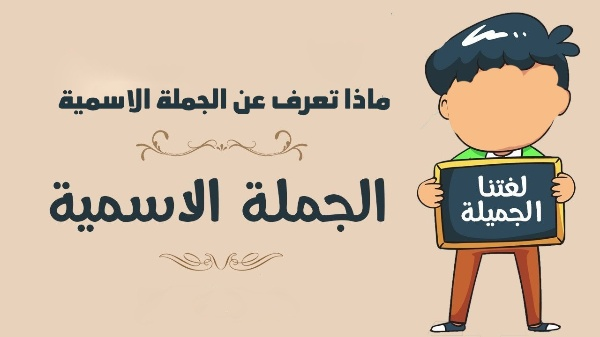 ماذا تعرف عن الجملة الاسمية
الجملة الاسمية
لغتنا
الجميلة